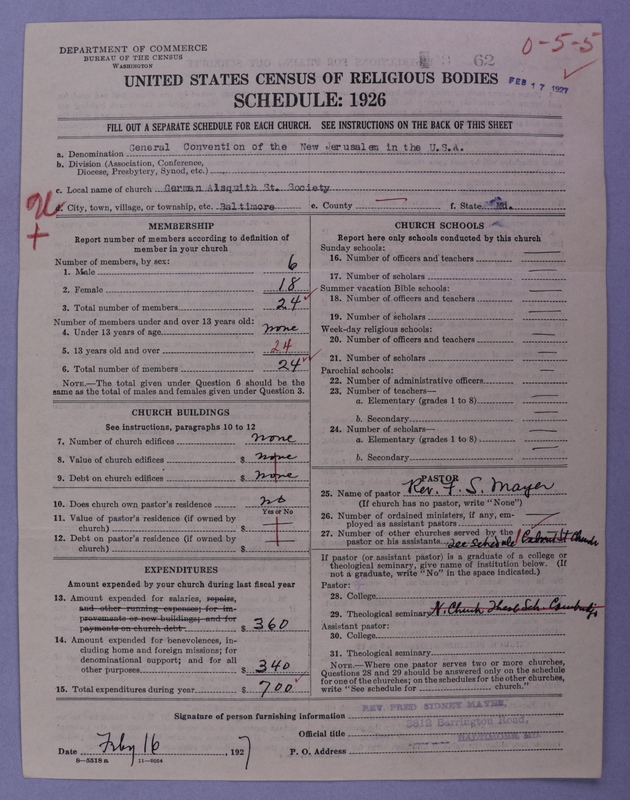 DEPARTMENT OF COMMERCE
BUREAU OF THE CENSUS
WASHINGTON
62
0-5-5
FEB 17 1927
UNITED STATES CENSUS OF RELIGIOUS BODIES
SCHEDULE: 1926
FILL OUT A SEPARATE SCHEDULE FOR EACH CHURCH. SEE INSTRUCTIONS ON THE BACK OF THIS SHEET
a. Denomination General Convention of the New Jerusalem in the U.S.A.
b. Division (Association, Conference,
Diocese, Presbytery, Synod, etc.)
c. Local name of church German Aisquith St. Society
d. City, town, village, or township, etc. Baltimore e. County — f. State Md.
MEMBERSHIP
Report number of members according to definition of
member in your church
Number of members, by sex:
1. Male 6
2. Female 18
3. Total number of members 24
Number of members under and over 13 years old:
4. Under 13 years of age none
5. 13 years old and over 24
6. Total number of members 24
NOTE.—The total given under Question 6 should be the
same as the total of males and females given under Question 3.
CHURCH BUILDINGS
See instructions, paragraphs 10 to 12
7. Number of church edifices none
8. Value of church edifices $ none
9. Debt on church edifices $ none
10. Does church own pastor's residence no
Yes or No
11. Value of pastor's residence (if owned by
church) $
12. Debt on pastor's residence (if owned by
church) $
EXPENDITURES
Amount expended by your church during last fiscal year
13. Amount expended for salaries, repairs,
and other running expenses; for im-
provements or new buildings; and for
payments on church debt $ 360
14. Amount expended for benevolences, in-
cluding home and foreign missions; for
denominational support; and for all
other purposes $ 340
15. Total expenditures during year $ 700
CHURCH SCHOOLS
Report here only schools conducted by this church
Sunday schools:
16. Number of officers and teachers —
17. Number of scholars —
Summer vacation Bible schools:
18. Number of officers and teachers —
19. Number of scholars —
Week-day religious schools:
20. Number of officers and teachers —
21. Number of scholars —
Parochial schools:
22. Number of administrative officers —
23. Number of teachers—
a. Elementary (grades 1 to 8) —
b. Secondary —
24. Number of scholars—
a. Elementary (grades 1 to 8) —
b. Secondary —
PASTOR
25. Name of pastor Rev. F. S. Mayer
(If church has no pastor, write "None")
26. Number of ordained ministers, if any, em-
ployed as assistant pastors
27. Number of other churches served by the
pastor or his assistants see schedule Calvert St Church
If pastor (or assistant pastor) is a graduate of a college or
theological seminary, give name of institution below. (If
not a graduate, write "No" in the space indicated.)
Pastor:
28. College
29. Theological seminary N. Church Theol Sch. Cambridge
Assistant pastor:
30. College
31. Theological seminary
NOTE.—Where one pastor serves two or more churches,
Questions 28 and 29 should be answered only on the schedule
for one of the churches; on the schedules for the other churches,
write "See schedule for church."
Signature of person furnishing information REV. FRED SIDNEY MAYER,
Official title 3812 Barrington Road,
Date Feby 16, 1927 P. O. Address BALTIMORE MD.
8—5518 a 11—9054